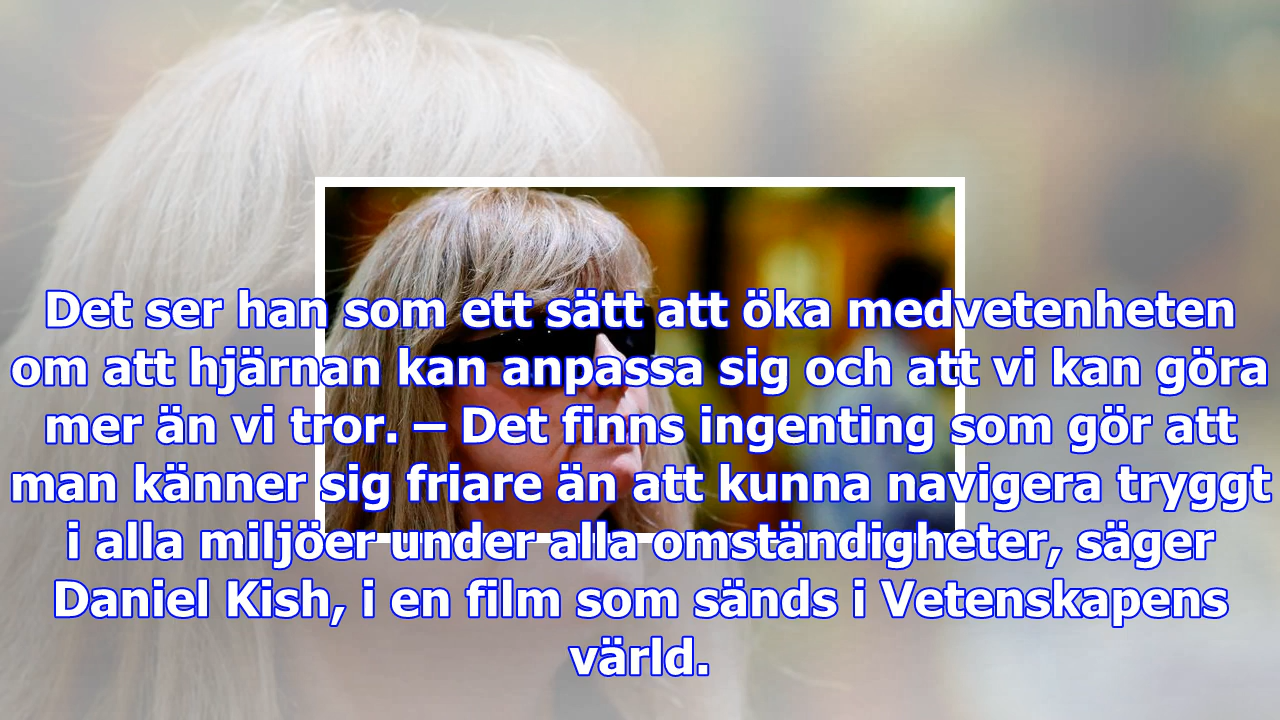 Det ser han som ett sätt att öka medvetenheten
om att hjärnan kan anpassa sig och att vi kan göra
mer än vi tror. – Det finns ingenting som gör att
man känner sig friare än att kunna navigera tryggt
i alla miljöer under alla omständigheter, säger
Daniel Kish, i en film som sänds i Vetenskapens
värld.